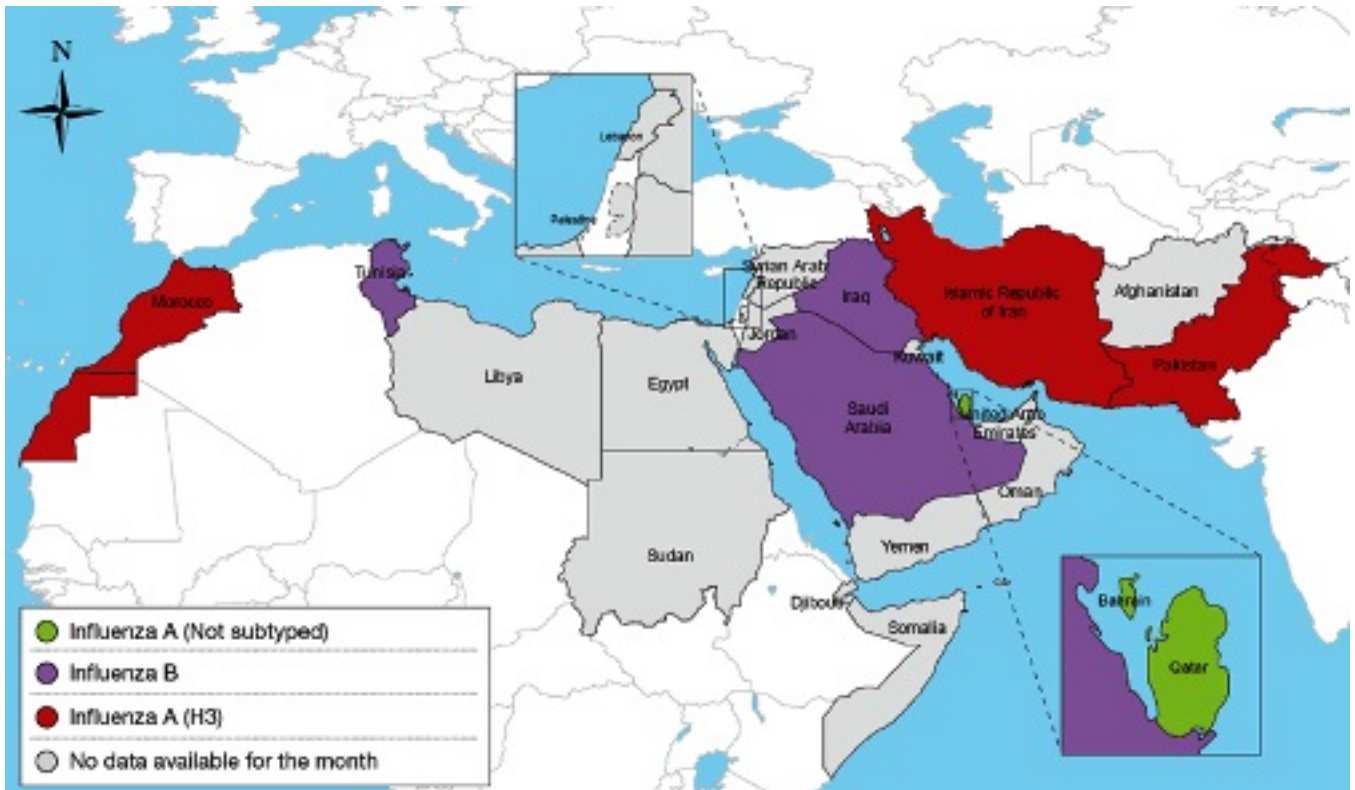 N
Lebanon
Palestine
Tunisia
Morocco
Syrian Arab
Republic
Iraq
Islamic Republic
of Iran
Afghanistan
Jordan
Kuwait
Pakistan
Libya
Egypt
Saudi
Arabia
United Arab
Emirates
Oman
Yemen
Sudan
Djibouti
Somalia
Bahrain
Qatar
Influenza A (Not subtyped)
Influenza B
Influenza A (H3)
No data available for the month